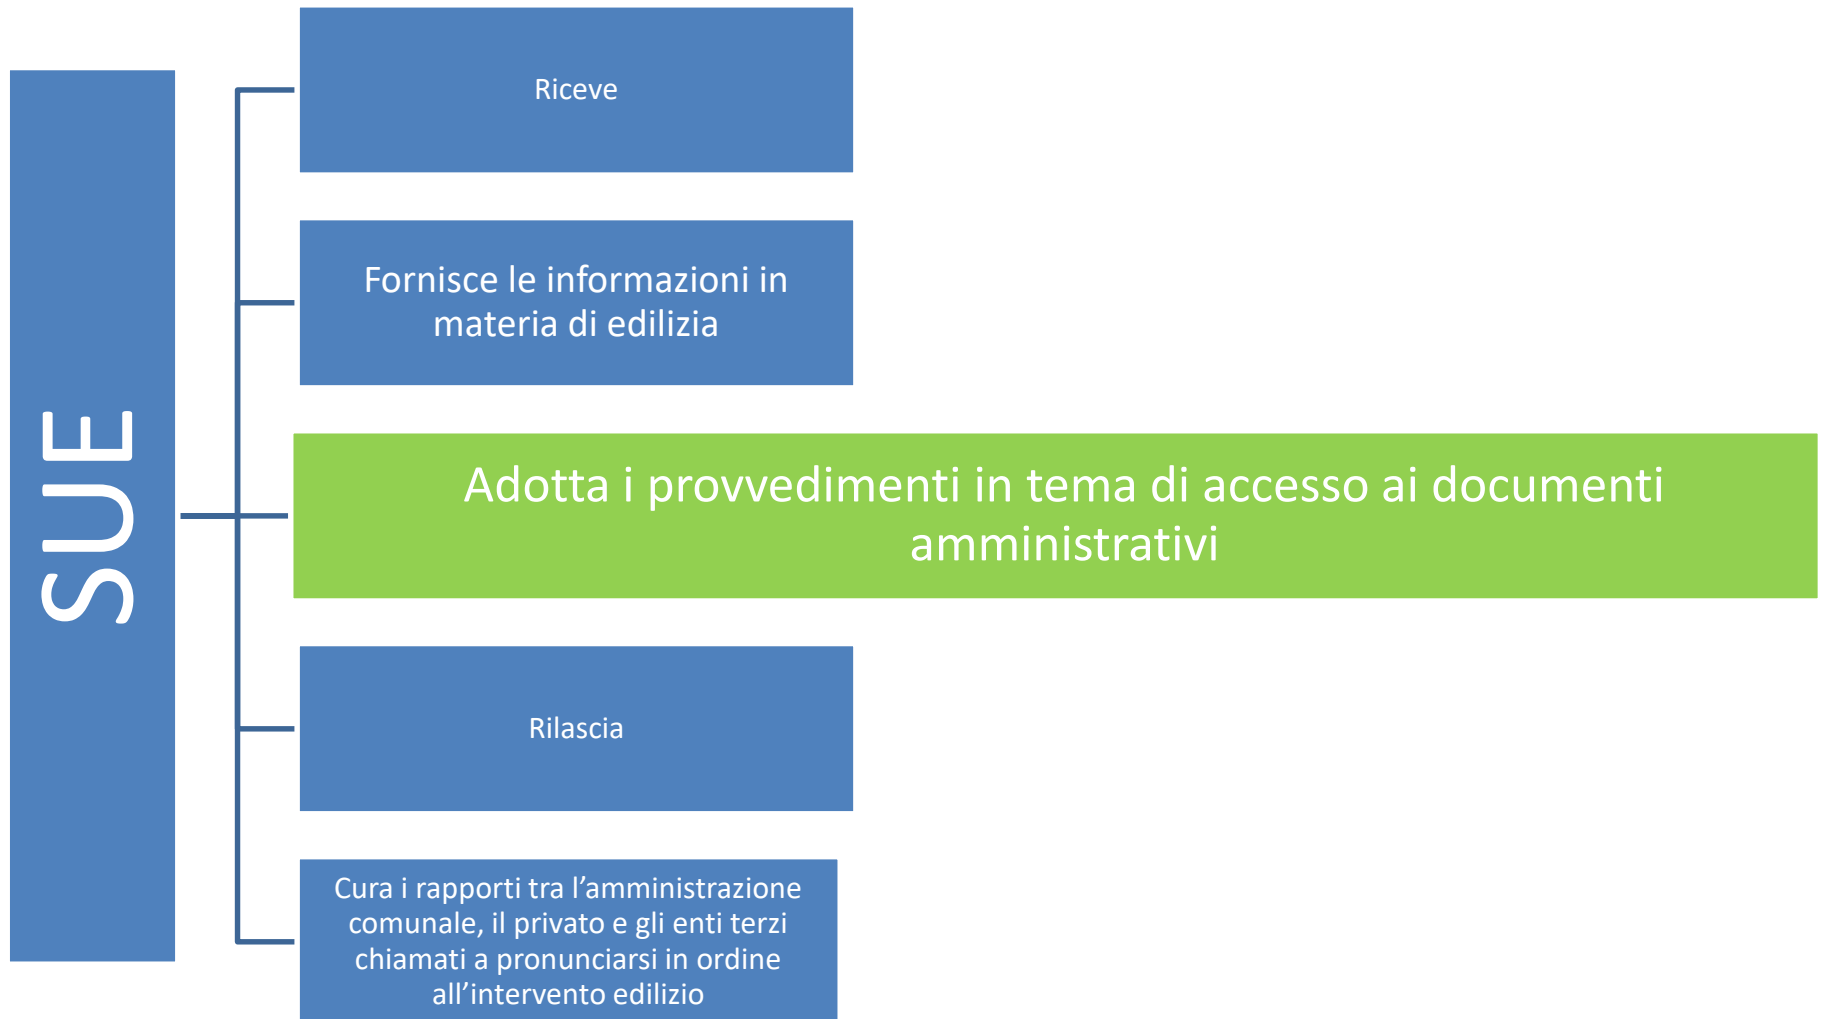 SUE
Riceve
Fornisce le informazioni in
materia di edilizia
Adotta i provvedimenti in tema di accesso ai documenti
amministrativi
Rilascia
Cura i rapporti tra l’amministrazione
comunale, il privato e gli enti terzi
chiamati a pronunciarsi in ordine
all’intervento edilizio